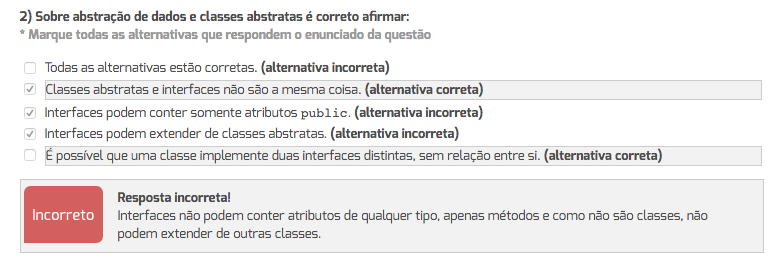 2) Sobre abstração de dados e classes abstratas é correto afirmar:
* Marque todas as alternativas que respondem o enunciado da questão
Todas as alternativas estão corretas. (alternativa incorreta)
Classes abstratas e interfaces não são a mesma coisa. (alternativa correta)
Interfaces podem conter somente atributos public. (alternativa incorreta)
Interfaces podem extender de classes abstratas. (alternativa incorreta)
É possível que uma classe implemente duas interfaces distintas, sem relação entre si. (alternativa correta)
Incorreto
Resposta incorreta!
Interfaces não podem conter atributos de qualquer tipo, apenas métodos e como não são classes, não
podem extender de outras classes.